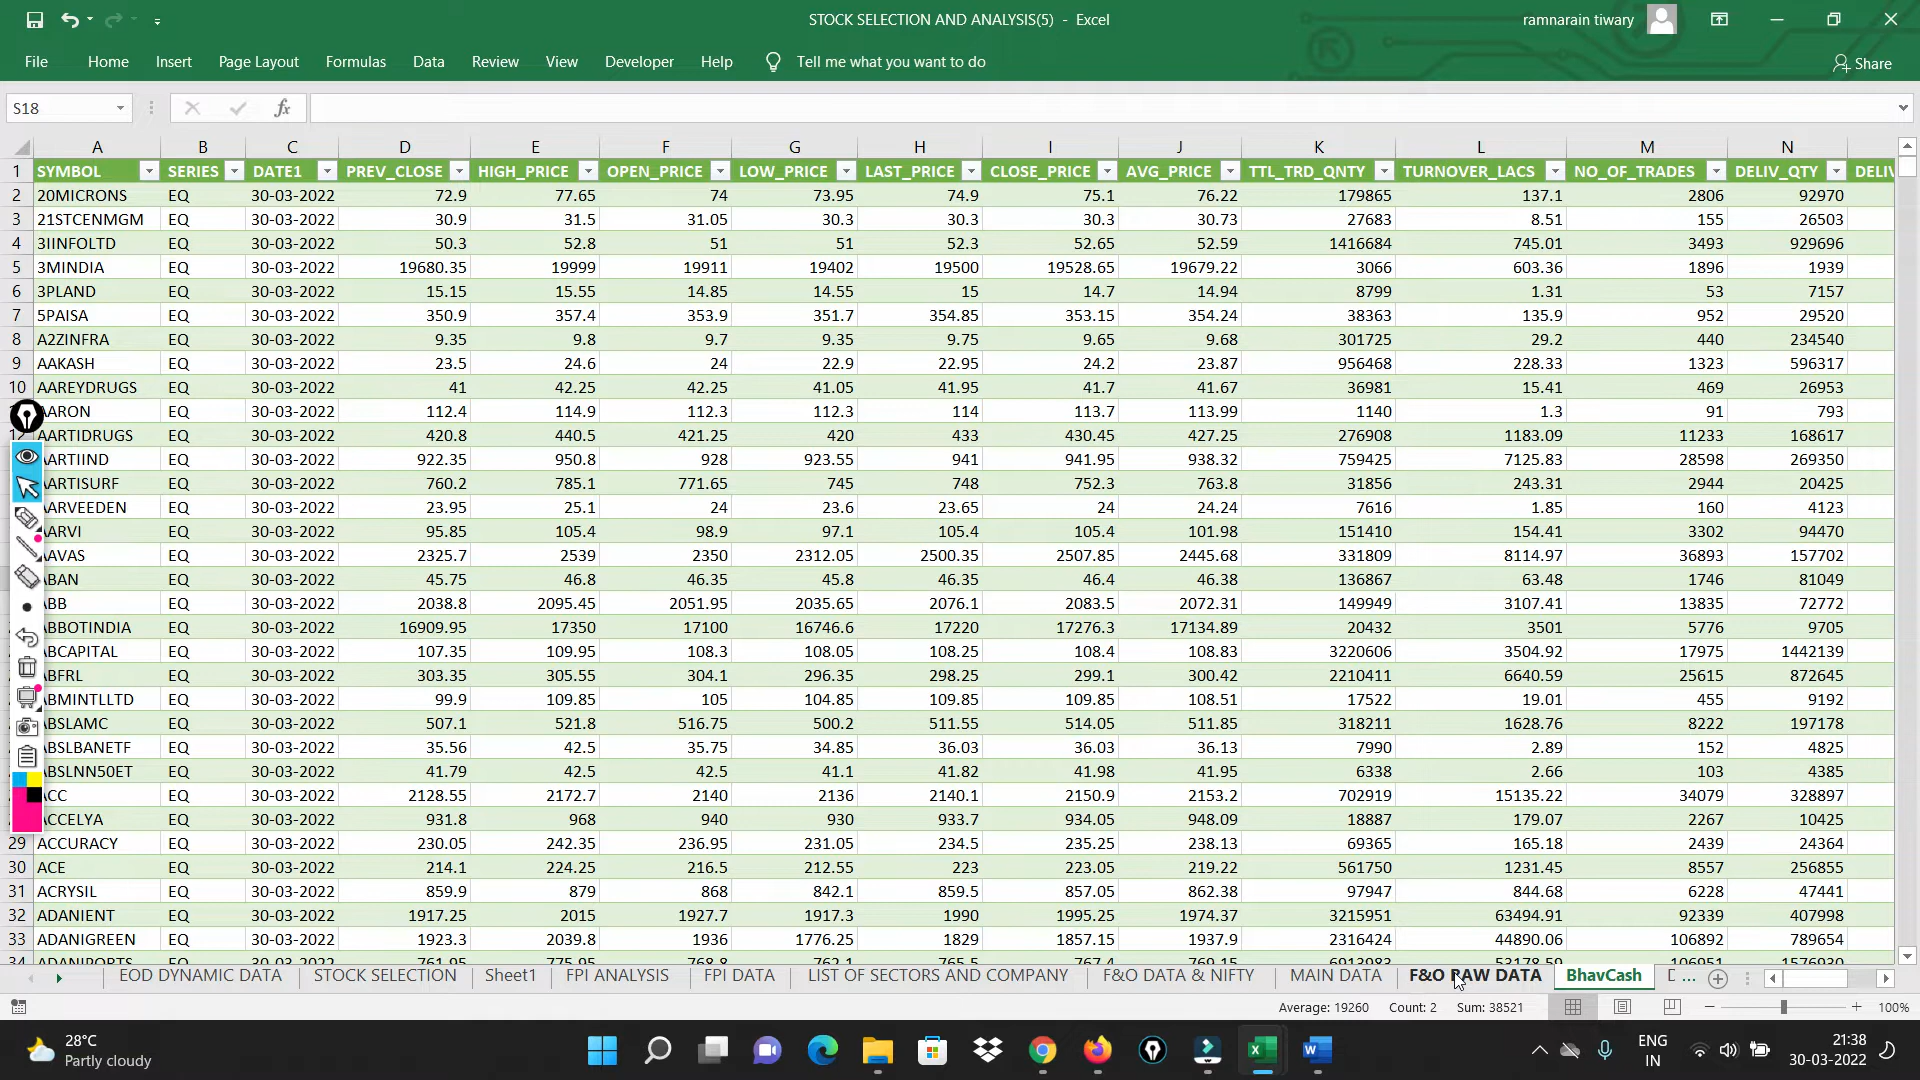 STOCK SELECTION AND ANALYSIS(5) - Excel
ramnarain tiwary
File Home Insert Page Layout Formulas Data Review View Developer Help Tell me what you want to do
Share
S18
fx
A B C D E F G H I J K L M N
1 SYMBOL SERIES DATE1 PREV_CLOSE HIGH_PRICE OPEN_PRICE LOW_PRICE LAST_PRICE CLOSE_PRICE AVG_PRICE TTL_TRD_QNTY TURNOVER_LACS NO_OF_TRADES DELIV_QTY
2 20MICRONS EQ 30-03-2022 72.9 77.65 74 73.95 74.9 75.1 76.22 179865 137.1 2806 92970
3 21STCENMGM EQ 30-03-2022 30.9 31.5 31.05 30.3 30.3 30.3 30.73 27683 8.51 155 26503
4 3IINFOLTD EQ 30-03-2022 50.3 52.8 51 51 52.3 52.65 52.59 1416684 745.01 3493 929696
5 3MINDIA EQ 30-03-2022 19680.35 19999 19911 19402 19500 19528.65 19679.22 3066 603.36 1896 1939
6 3PLAND EQ 30-03-2022 15.15 15.55 14.85 14.55 15 14.7 14.94 8799 1.31 53 7157
7 5PAISA EQ 30-03-2022 350.9 357.4 353.9 351.7 354.85 353.15 354.24 38363 135.9 952 29520
8 A2ZINFRA EQ 30-03-2022 9.35 9.8 9.7 9.35 9.75 9.65 9.68 301725 29.2 440 234540
9 AAKASH EQ 30-03-2022 23.5 24.6 24 22.9 22.95 24.2 23.87 956468 228.33 1323 596317
10 AAREYDRUGS EQ 30-03-2022 41 42.25 42.25 41.05 41.95 41.7 41.67 36981 15.41 469 26953
AARON EQ 30-03-2022 112.4 114.9 112.3 112.3 114 113.7 113.99 1140 1.3 91 793
12 AARTIDRUGS EQ 30-03-2022 420.8 440.5 421.25 420 433 430.45 427.25 276908 1183.09 11233 168617
AARTIIND EQ 30-03-2022 922.35 950.8 928 923.55 941 941.95 938.32 759425 7125.83 28598 269350
AARTISURF EQ 30-03-2022 760.2 785.1 771.65 745 748 752.3 763.8 31856 243.31 2944 20425
AARVEEDEN EQ 30-03-2022 23.95 25.1 24 23.6 23.65 24 24.24 7616 1.85 160 4123
AARVI EQ 30-03-2022 95.85 105.4 98.9 97.1 105.4 105.4 101.98 151410 154.41 3302 94470
AAVAS EQ 30-03-2022 2325.7 2539 2350 2312.05 2500.35 2507.85 2445.68 331809 8114.97 36893 157702
ABAN EQ 30-03-2022 45.75 46.8 46.35 45.8 46.35 46.4 46.38 136867 63.48 1746 81049
ABB EQ 30-03-2022 2038.8 2095.45 2051.95 2035.65 2076.1 2083.5 2072.31 149949 3107.41 13835 72772
ABBOTINDIA EQ 30-03-2022 16909.95 17350 17100 16746.6 17220 17276.3 17134.89 20432 3501 5776 9705
ABCAPITAL EQ 30-03-2022 107.35 109.95 108.3 108.05 108.25 108.4 108.83 3220606 3504.92 17975 1442139
ABFRL EQ 30-03-2022 303.35 305.55 304.1 296.35 298.25 299.1 300.42 2210411 6640.59 25615 872645
ABMINTLLTD EQ 30-03-2022 99.9 109.85 105 104.85 109.85 109.85 108.51 17522 19.01 455 9192
ABSLAMC EQ 30-03-2022 507.1 521.8 516.75 500.2 511.55 514.05 511.85 318211 1628.76 8222 197178
ABSLBANETF EQ 30-03-2022 35.56 42.5 35.75 34.85 36.03 36.03 36.13 7990 2.89 152 4825
ABSLNN50ET EQ 30-03-2022 41.79 42.5 42.5 41.1 41.82 41.98 41.95 6338 2.66 103 4385
ACC EQ 30-03-2022 2128.55 2172.7 2140 2136 2140.1 2150.9 2153.2 702919 15135.22 34079 328897
ACCELYA EQ 30-03-2022 931.8 968 940 930 933.7 934.05 948.09 18887 179.07 2267 10425
29 ACCURACY EQ 30-03-2022 230.05 242.35 236.95 231.05 234.5 235.25 238.13 69365 165.18 2439 24364
30 ACE EQ 30-03-2022 214.1 224.25 216.5 212.55 223 223.05 219.22 561750 1231.45 8557 256855
31 ACRYSIL EQ 30-03-2022 859.9 879 868 842.1 859.5 857.05 862.38 97947 844.68 6228 47441
32 ADANIENT EQ 30-03-2022 1917.25 2015 1927.7 1917.3 1990 1995.25 1974.37 3215951 63494.91 92339 407998
33 ADANIGREEN EQ 30-03-2022 1923.3 2039.8 1936 1776.25 1829 1857.15 1937.9 2316424 44890.06 106892 789654
EOD DYNAMIC DATA STOCK SELECTION Sheet1 FPI ANALYSIS FPI DATA LIST OF SECTORS AND COMPANY F&O DATA & NIFTY MAIN DATA F&O RAW DATA BhavCash ...
Average: 19260 Count: 2 Sum: 38521 100%
28°C
Partly cloudy
ENG
IN
21:38
30-03-2022